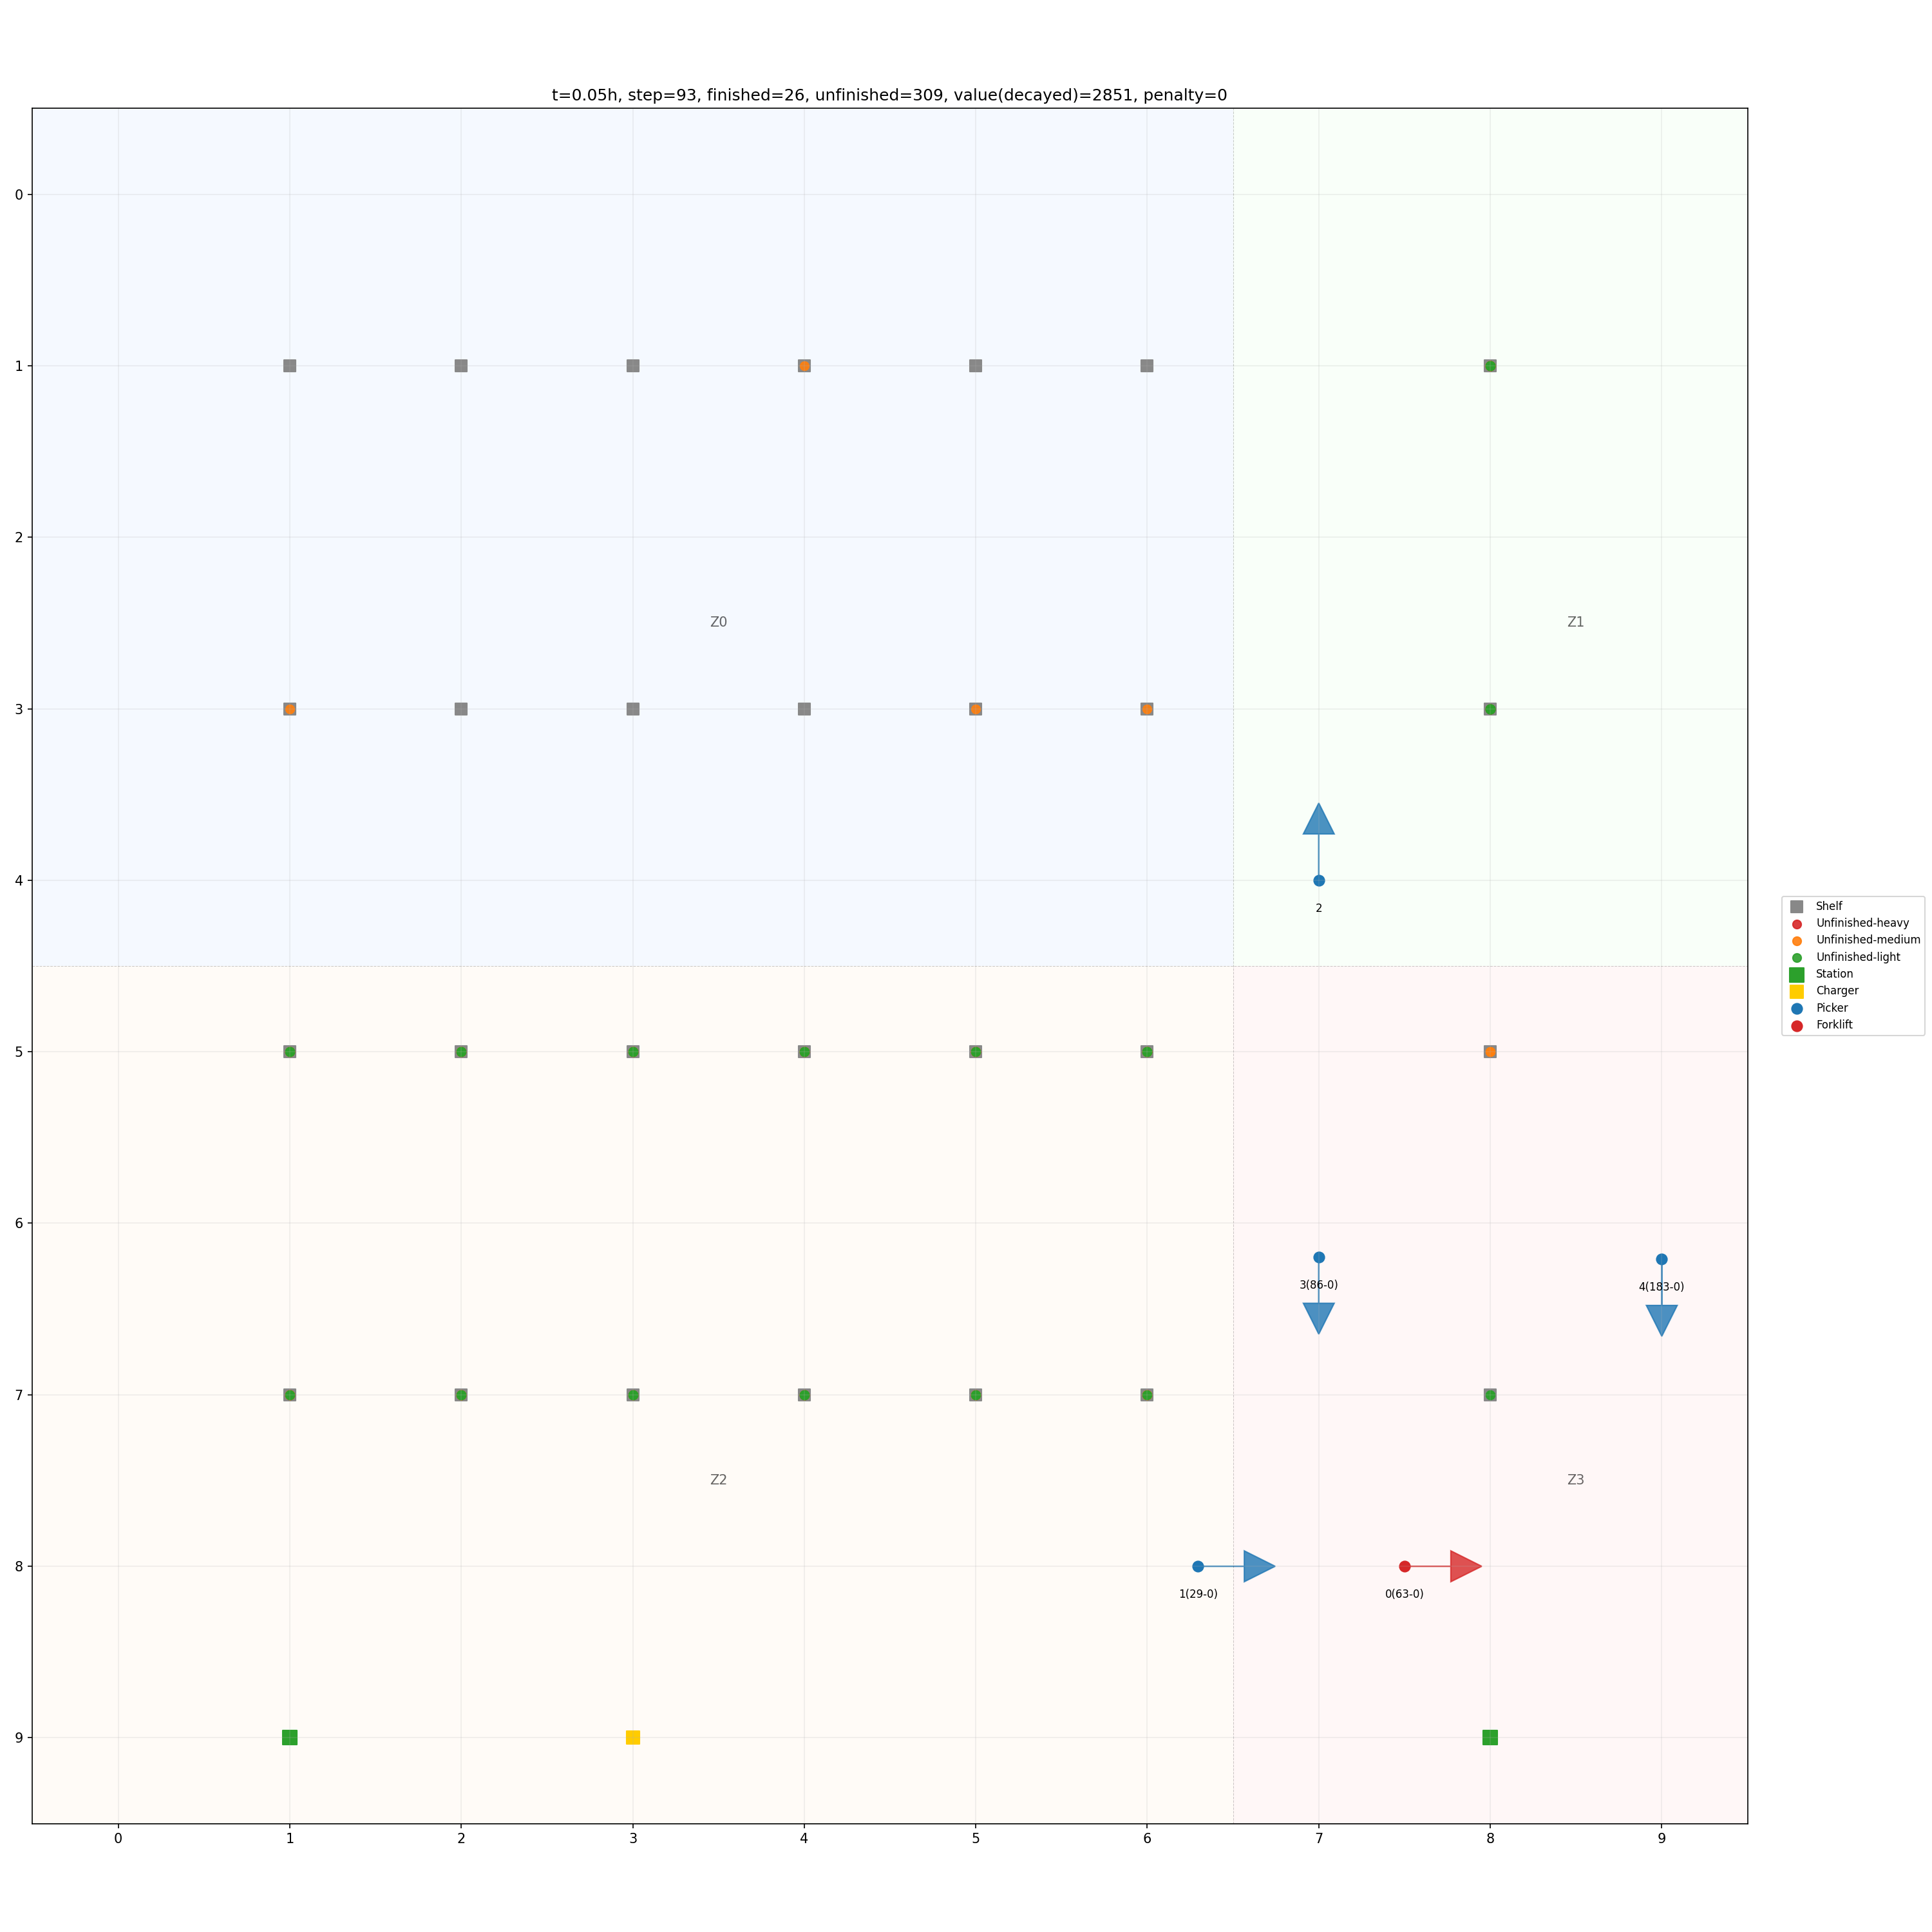 t=0.05h, step=93, finished=26, unfinished=309, value(decayed)=2851, penalty=0
0
1
2
Z0
Z1
3
4
2
Shelf
Unfinished-heavy
Unfinished-medium
Unfinished-light
Station
Charger
Picker
Forklift
5
6
3(86-0)
4(183-0)
7
Z2
Z3
8
1(29-0)
0(63-0)
9
0 1 2 3 4 5 6 7 8 9